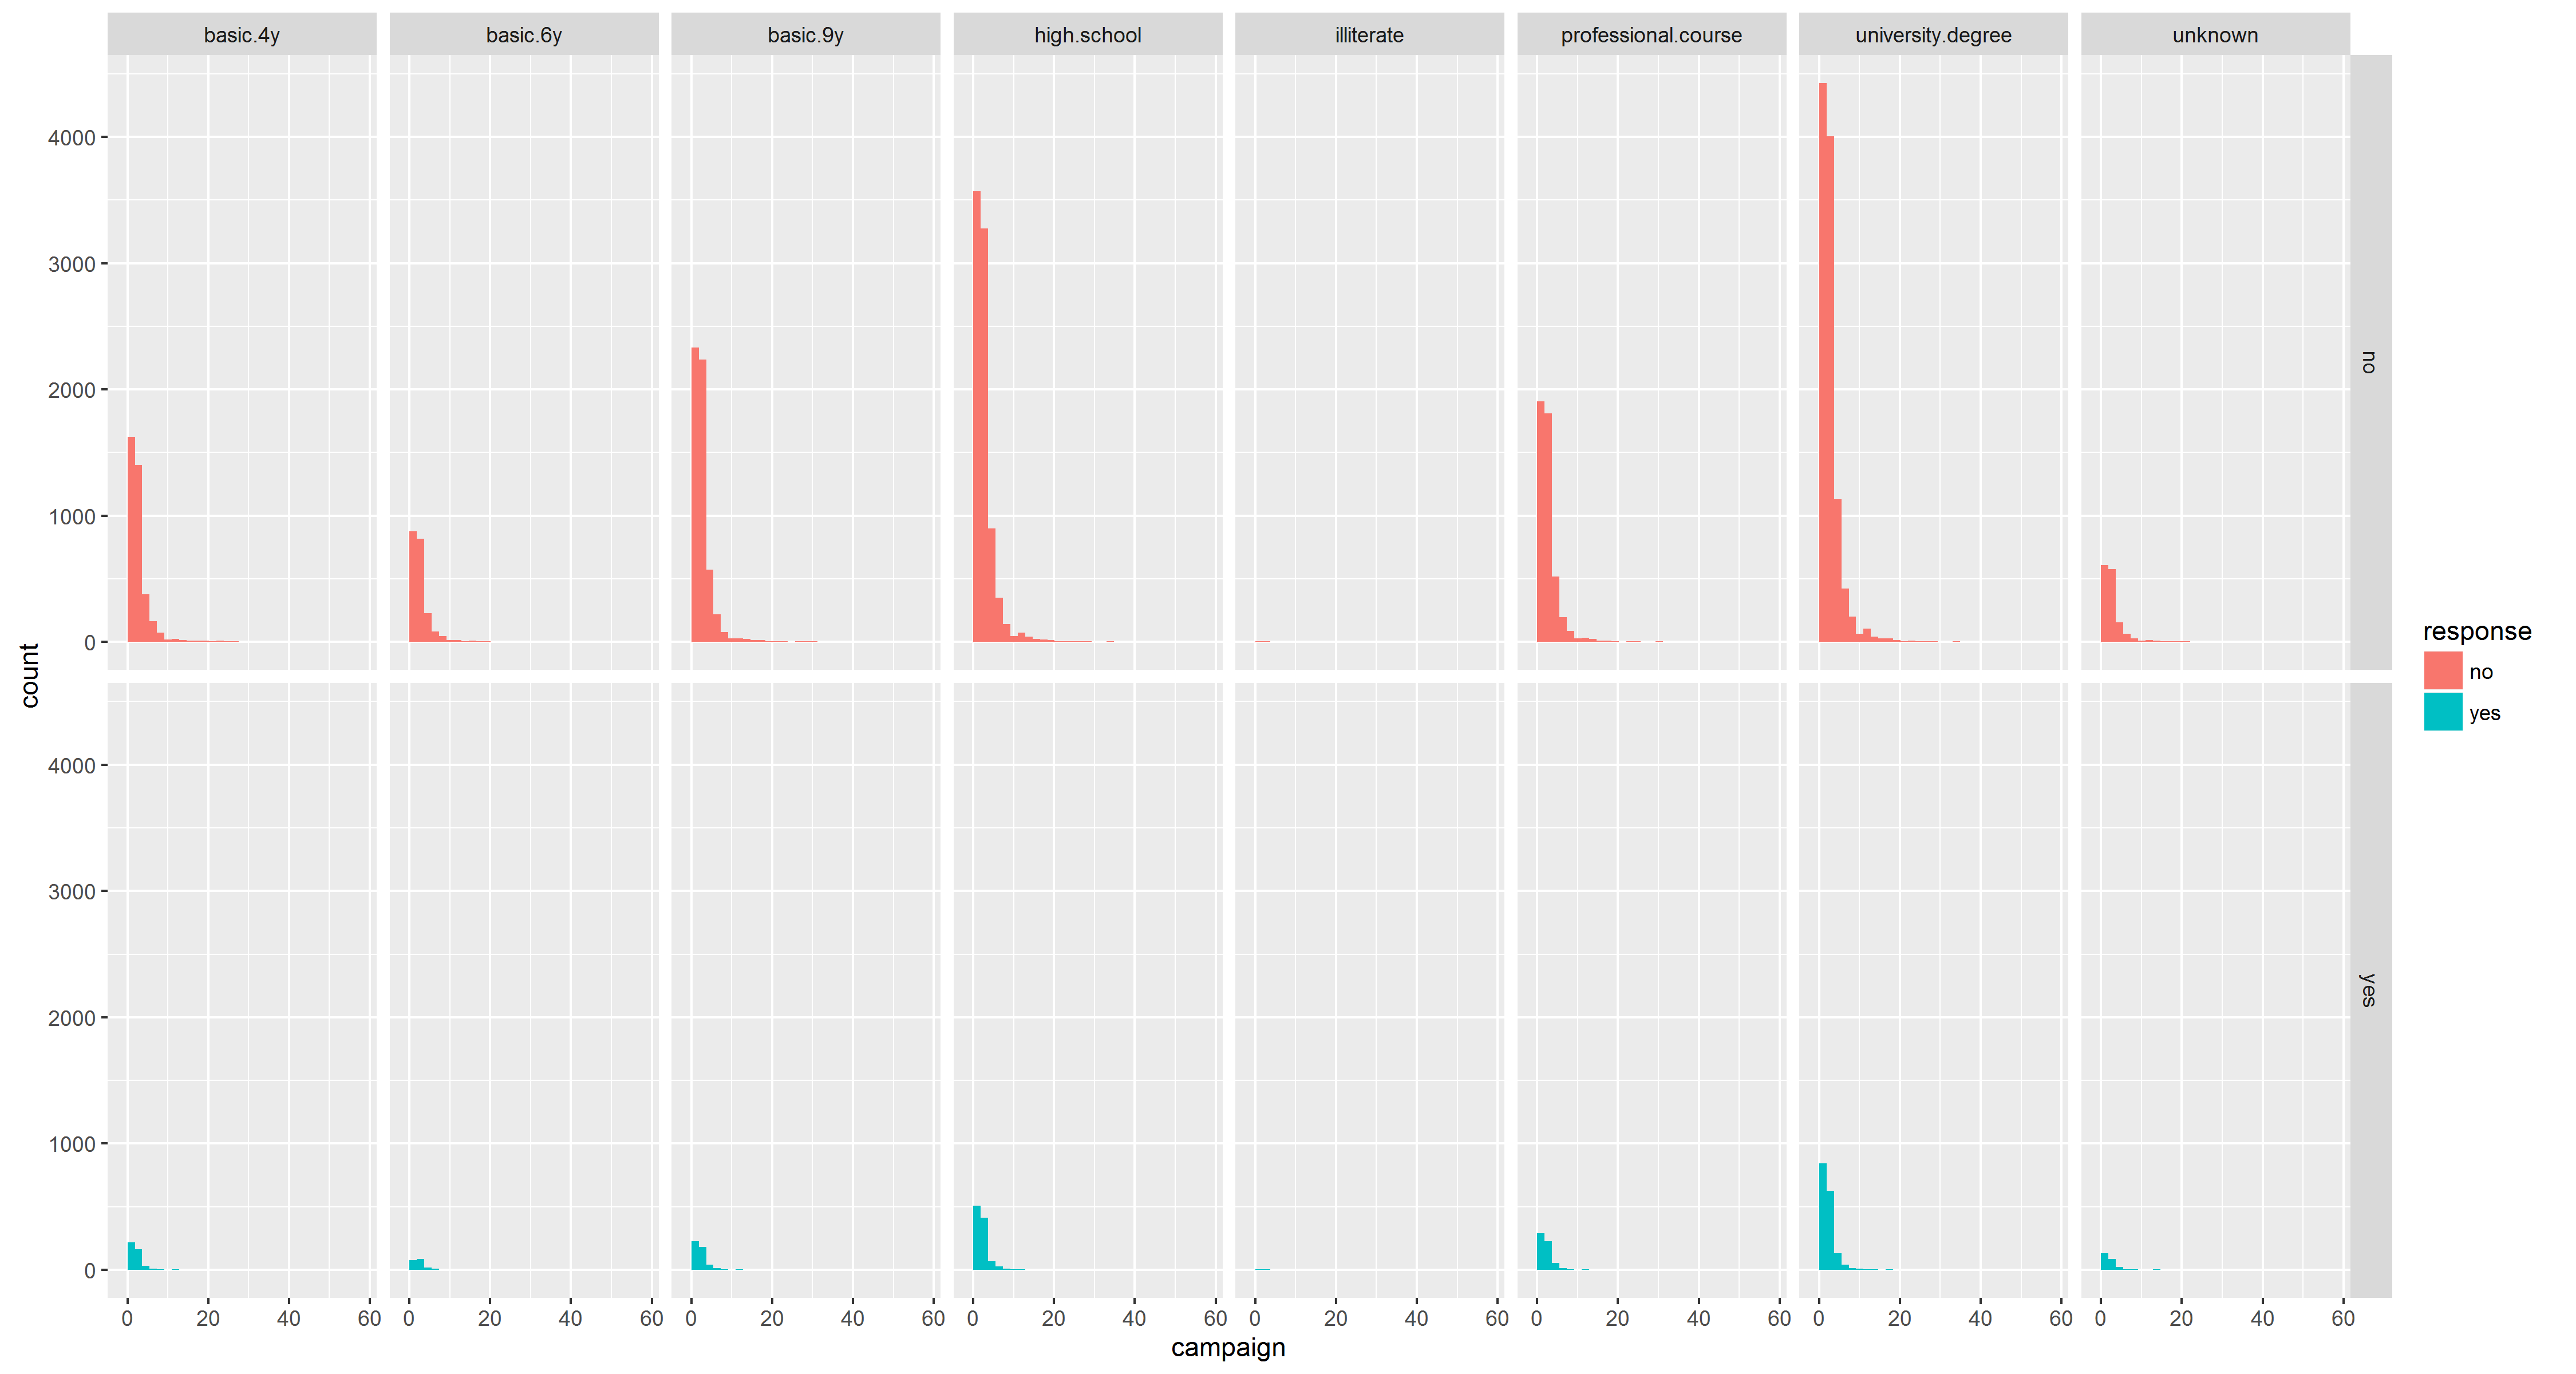 basic.4y basic.6y basic.9y high.school illiterate professional.course university.degree unknown
4000
3000
2000
1000
0
no
count
4000
3000
2000
1000
0
yes
0 20 40 60 0 20 40 60 0 20 40 60 0 20 40 60 0 20 40 60 0 20 40 60 0 20 40 60 0 20 40 60
campaign
response
no
yes